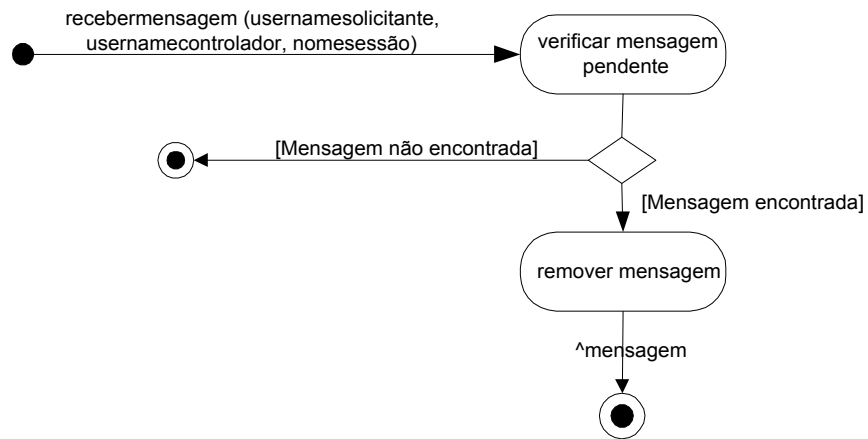 recebermensagem (usernamesolicitante,
usernamecontrolador, nomesessão)
verificar mensagem
pendente
[Mensagem não encontrada]
[Mensagem encontrada]
remover mensagem
^mensagem